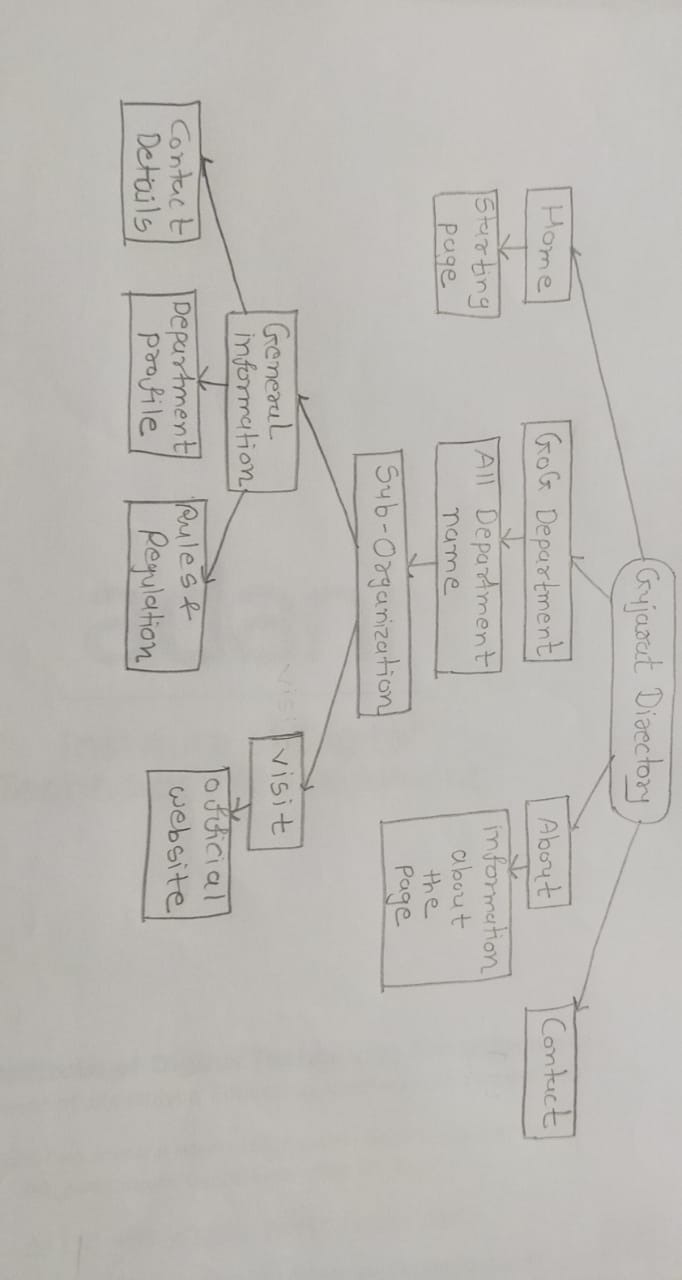 Gujarat Directory
Home
GoG Department
About
Contact
Starting
page
All Department
name
information
about
the
page
Sub-Organization
General
information
visit
Contact
Details
Department
profile
Rules &
Regulation
official
website